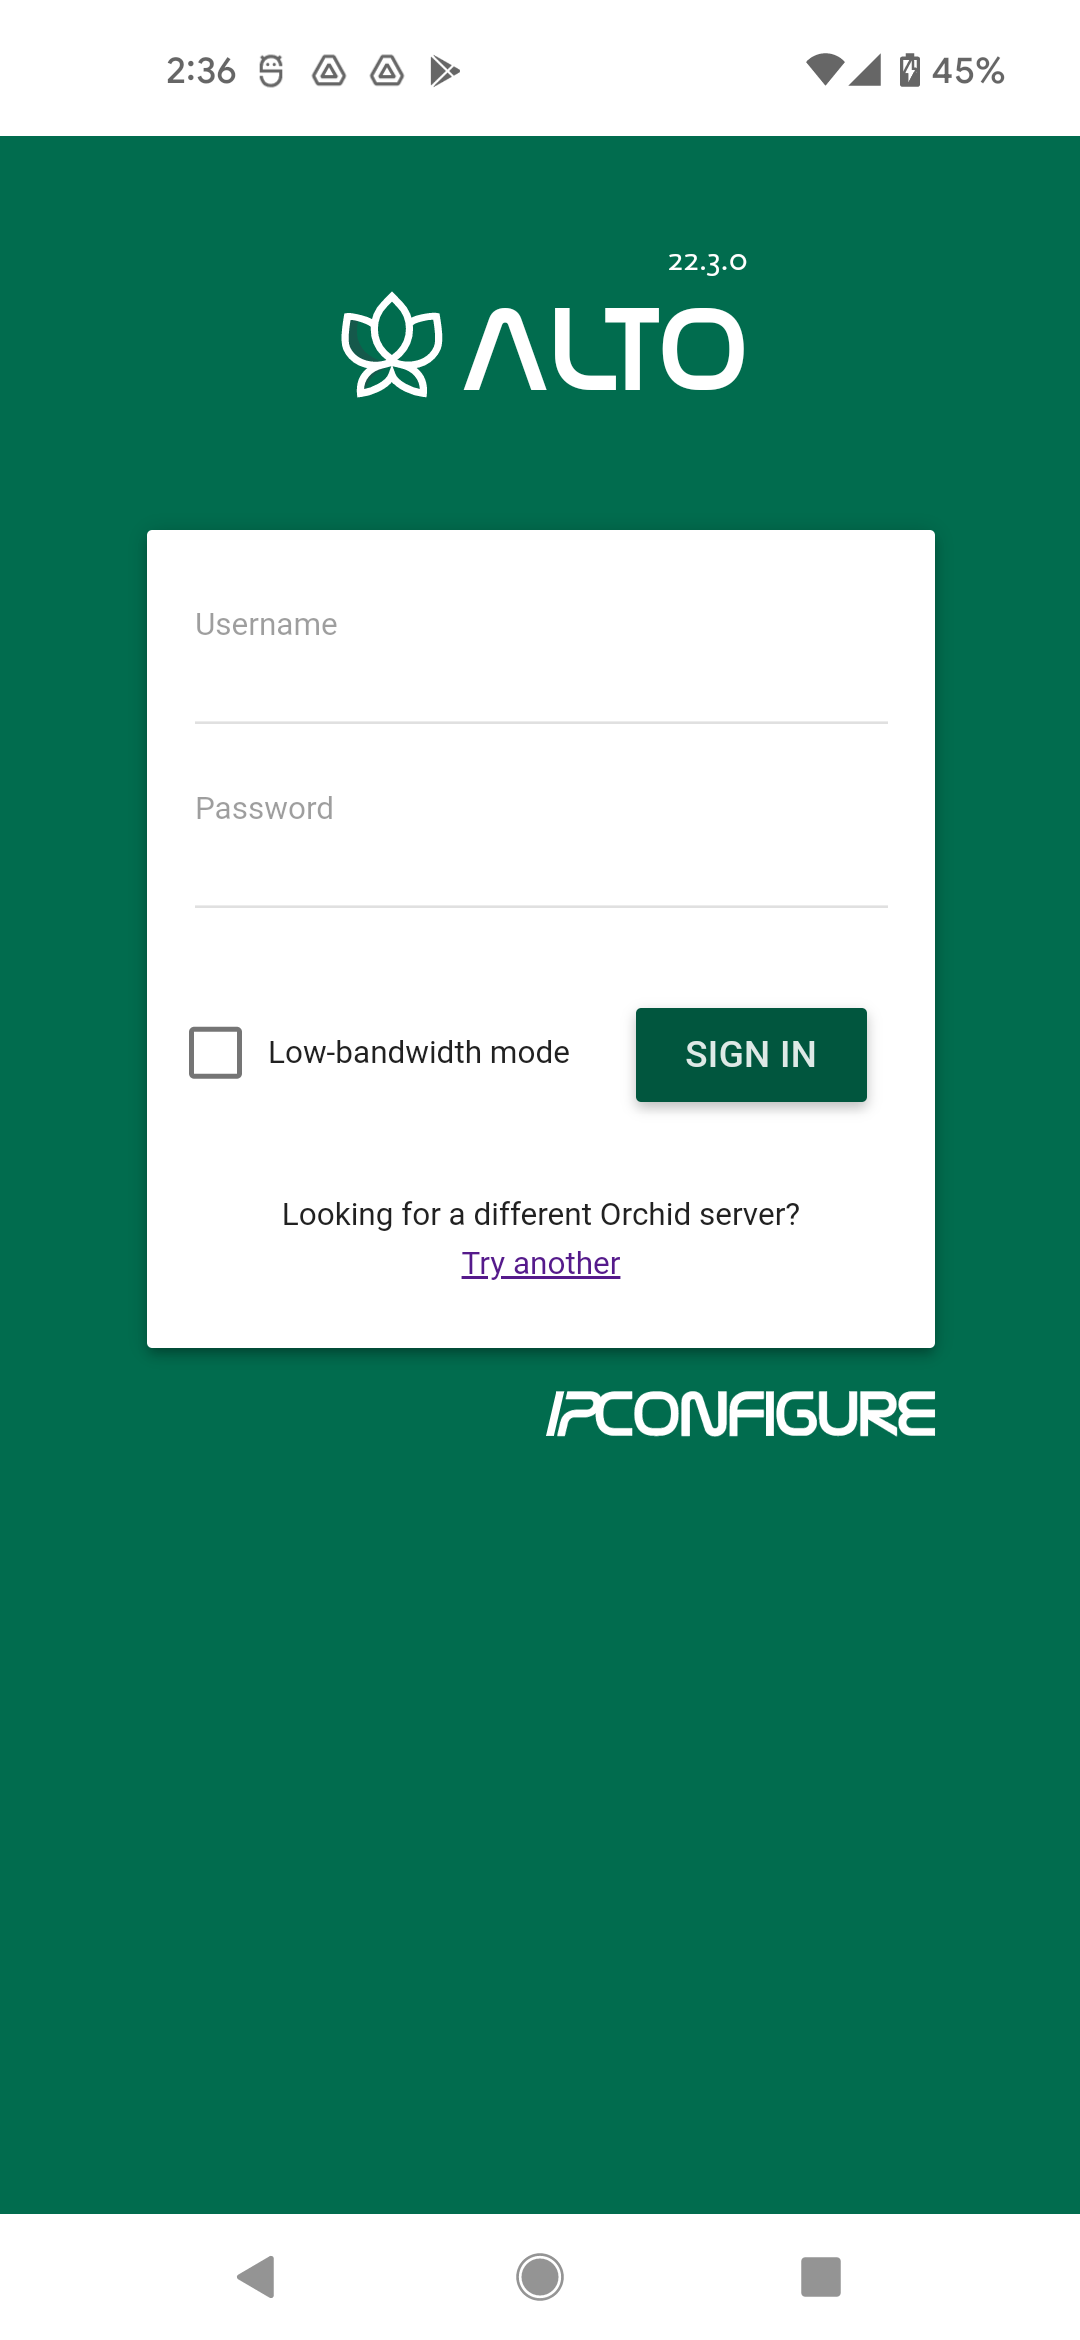 2:36
45%
22.3.0
ALTO
Username
Password
Low-bandwidth mode
SIGN IN
Looking for a different Orchid server?
Try another
IPCONFIGURE